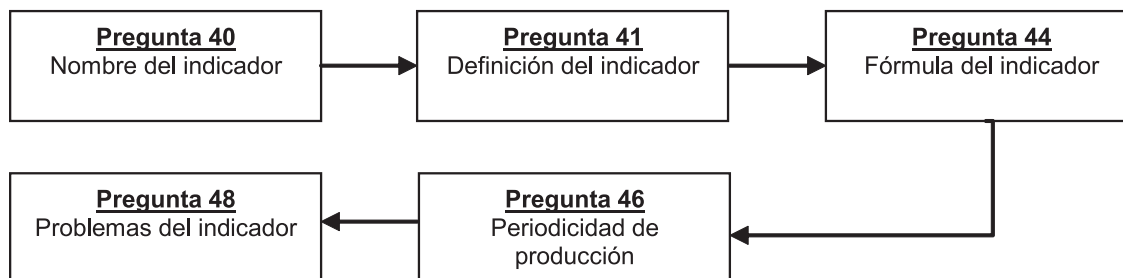 Pregunta 40
Nombre del indicador
Pregunta 41
Definición del indicador
Pregunta 44
Fórmula del indicador
Pregunta 46
Periodicidad de
producción
Pregunta 48
Problemas del indicador